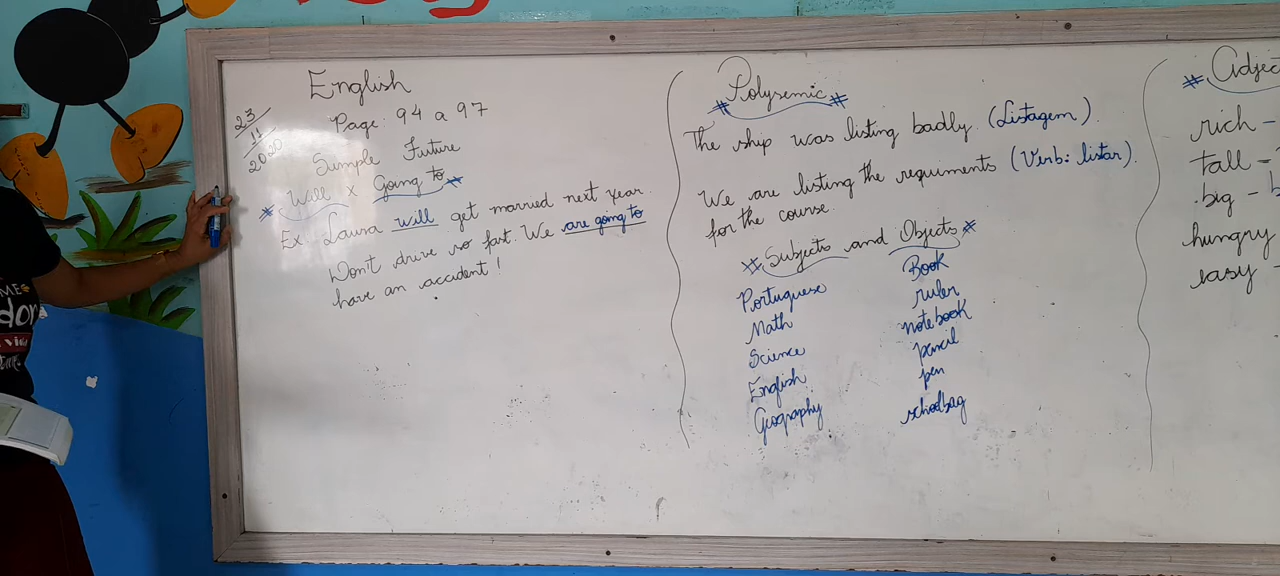 English
23/11/2020
Page: 94 a 97
Simple Future
* Will x Going to *
Ex: Laura will get married next year.
Don't drive so fast. We are going to
have an accident!
Polysemic
The ship was listing badly. (Listagem).
We are listing the requiments (Verb: listar).
for the course.
* Subjects and Objects *
Portuguese Book
Math ruler
Science notebook
English pencil
Geography pen
schoolbag
* Adject
rich -
tall -
big -
hungry
easy -